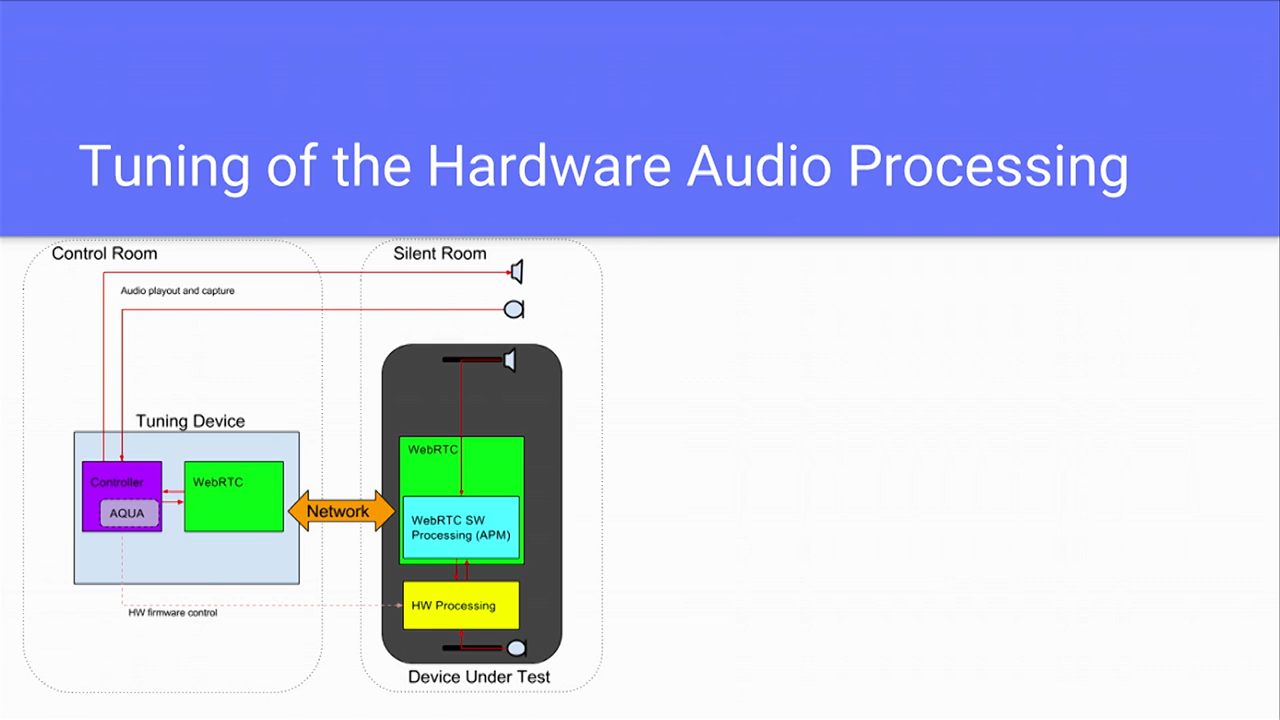 Tuning of the Hardware Audio Processing
Control Room
Silent Room
Audio playout and capture
Tuning Device
Controller
AQUA
WebRTC
Network
WebRTC
WebRTC SW
Processing (APM)
HW Processing
HW firmware control
Device Under Test